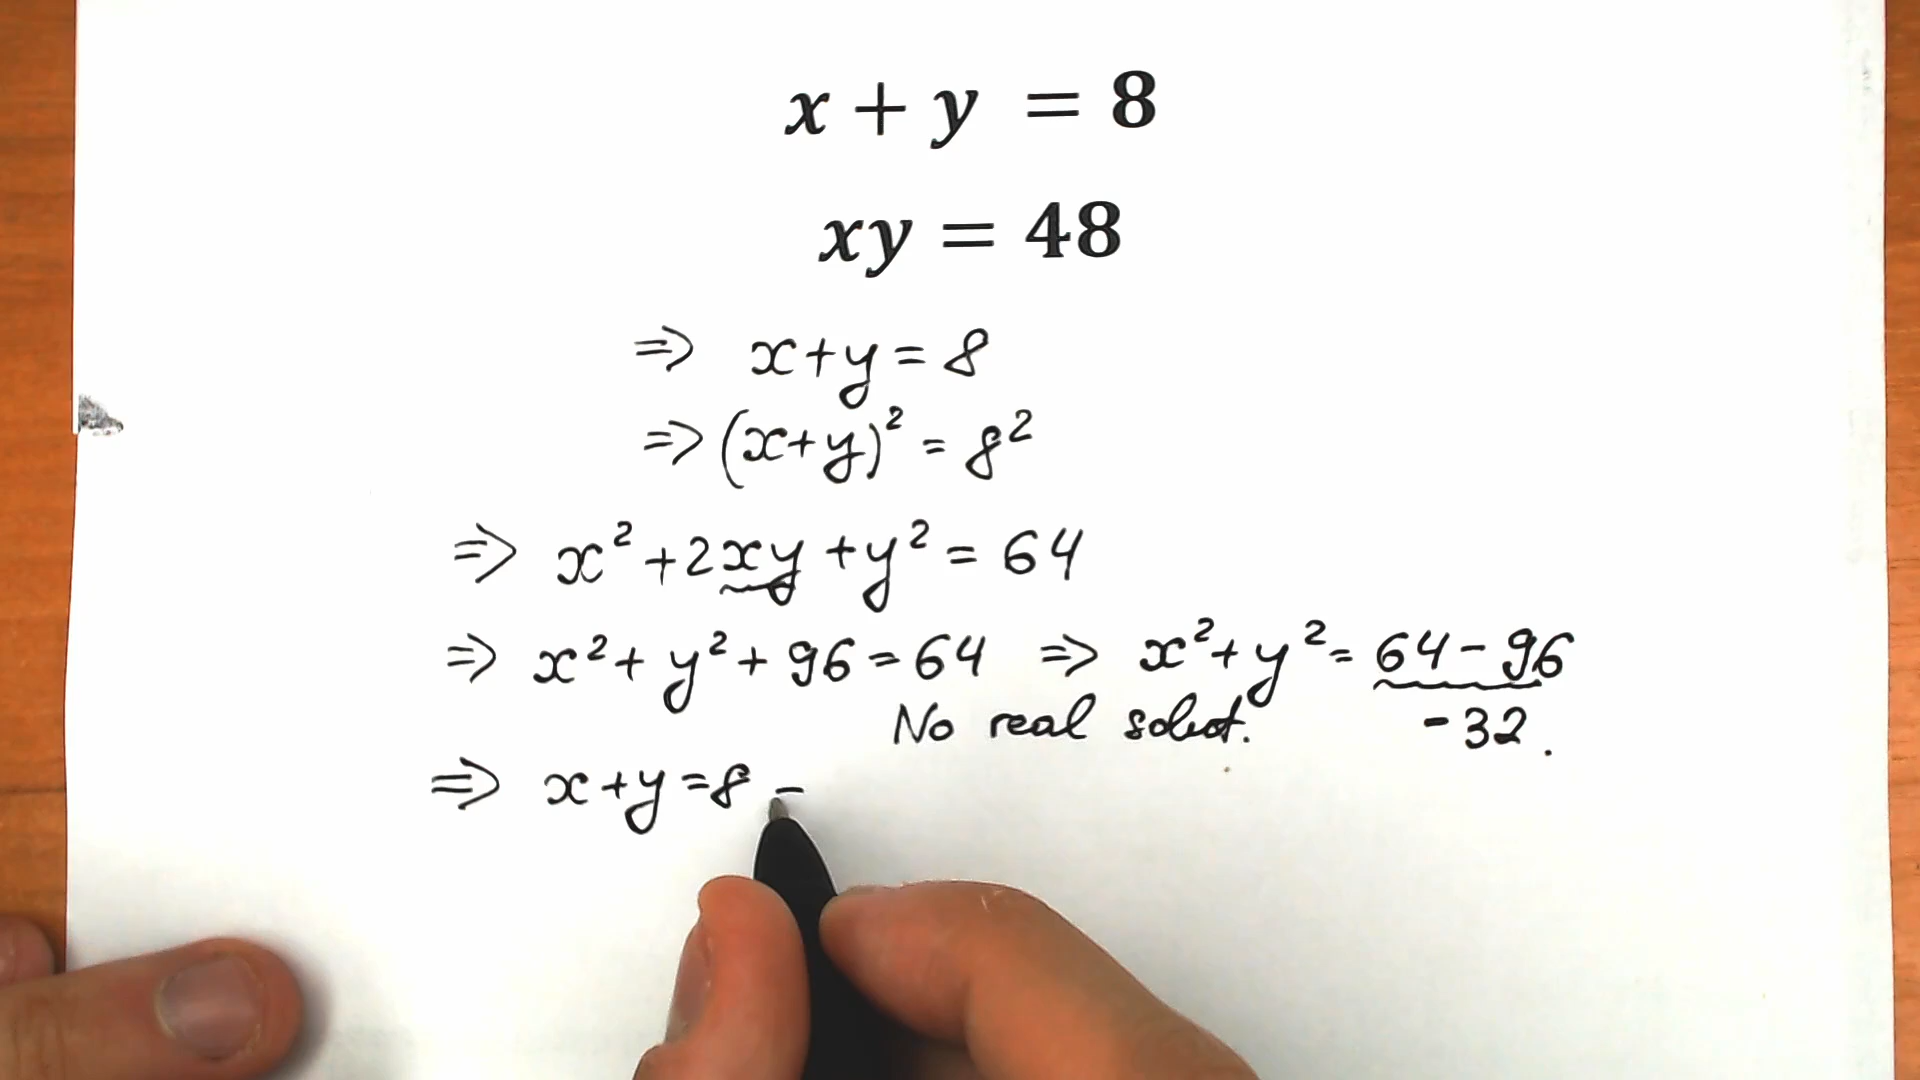 x + y = 8
xy = 48
⇒ x+y = 8
⇒ (x+y)² = 8²
⇒ x² + 2xy + y² = 64
⇒ x² + y² + 96 = 64 ⇒ x² + y² = 64 - 96
No real solut. -32.
⇒ x + y = 8 -